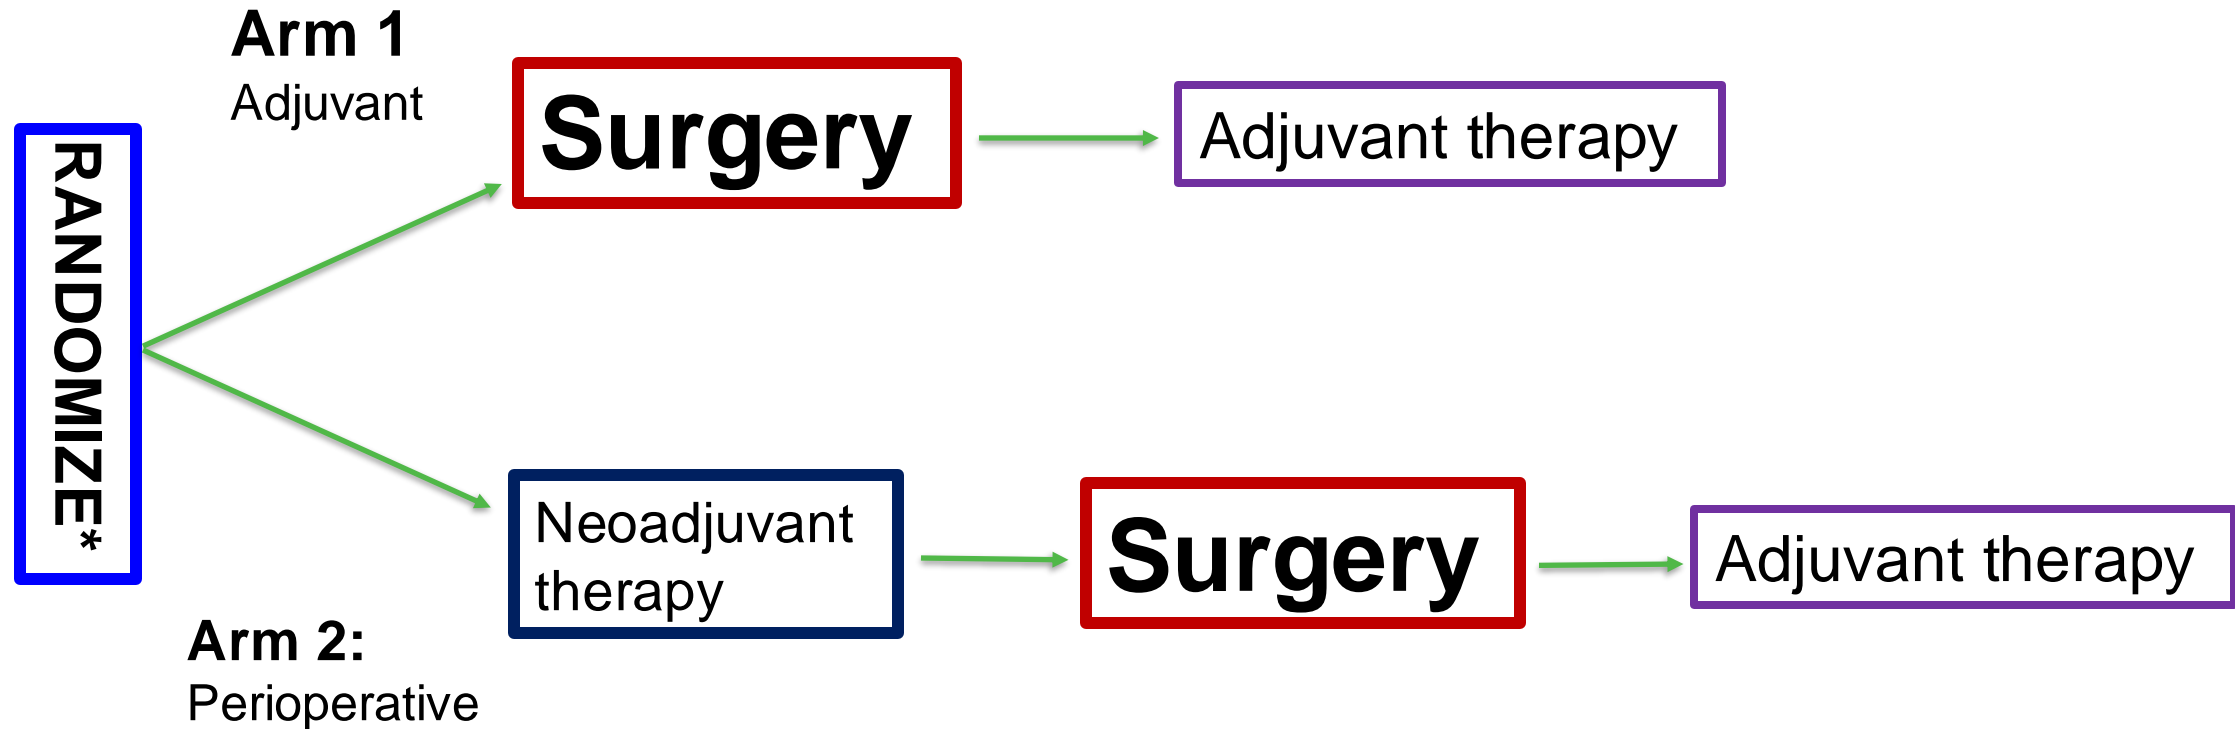 Arm 1
Adjuvant
Surgery
Adjuvant therapy
RANDOMIZE*
Neoadjuvant
therapy
Surgery
Adjuvant therapy
Arm 2:
Perioperative